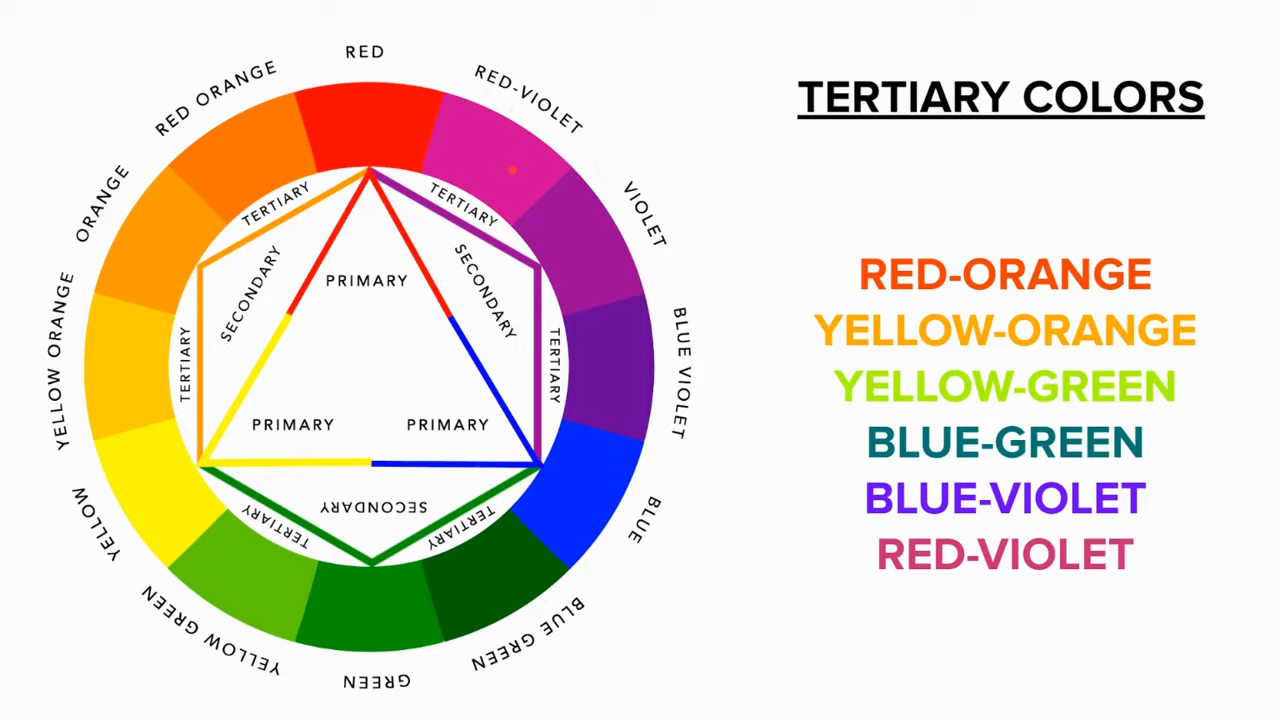 RED
RED-VIOLET
VIOLET
BLUE VIOLET
BLUE
BLUE GREEN
GREEN
YELLOW GREEN
YELLOW
YELLOW ORANGE
ORANGE
RED ORANGE
TERTIARY
TERTIARY
TERTIARY
TERTIARY
TERTIARY
TERTIARY
SECONDARY
SECONDARY
SECONDARY
PRIMARY
PRIMARY
PRIMARY
TERTIARY COLORS
RED-ORANGE
YELLOW-ORANGE
YELLOW-GREEN
BLUE-GREEN
BLUE-VIOLET
RED-VIOLET